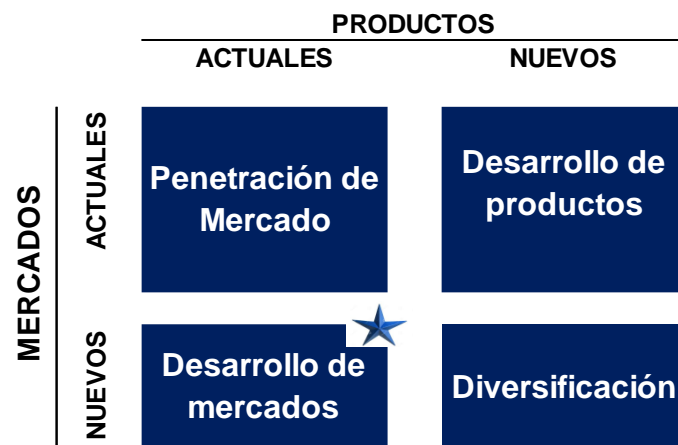 PRODUCTOS
ACTUALES NUEVOS
MERCADOS
ACTUALES
Penetración de
Mercado
Desarrollo de
productos
NUEVOS
Desarrollo de
mercados
Diversificación